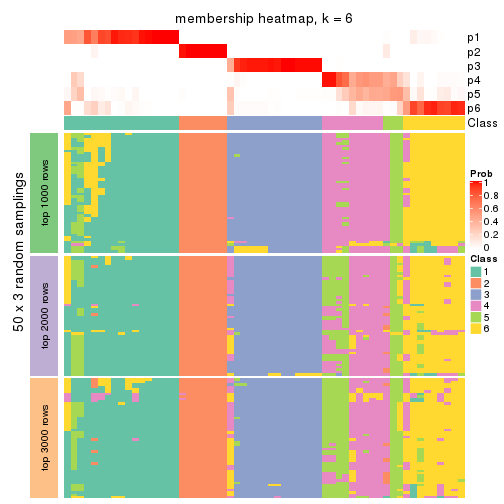 membership heatmap, k = 6
p1
p2
p3
p4
p5
p6
Class
50 x 3 random samplings
top 1000 rows
top 2000 rows
top 3000 rows
Prob
1
0.8
0.6
0.4
0.2
0
Class
1
2
3
4
5
6